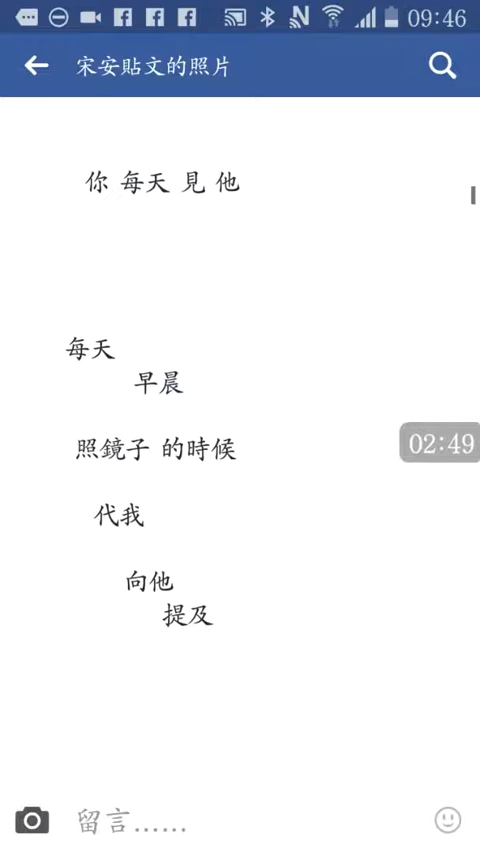 09:46
宋安貼文的照片
你 每天 見 他
每天
早晨
照鏡子 的時候
02:49
代我
向他
提及
留言......